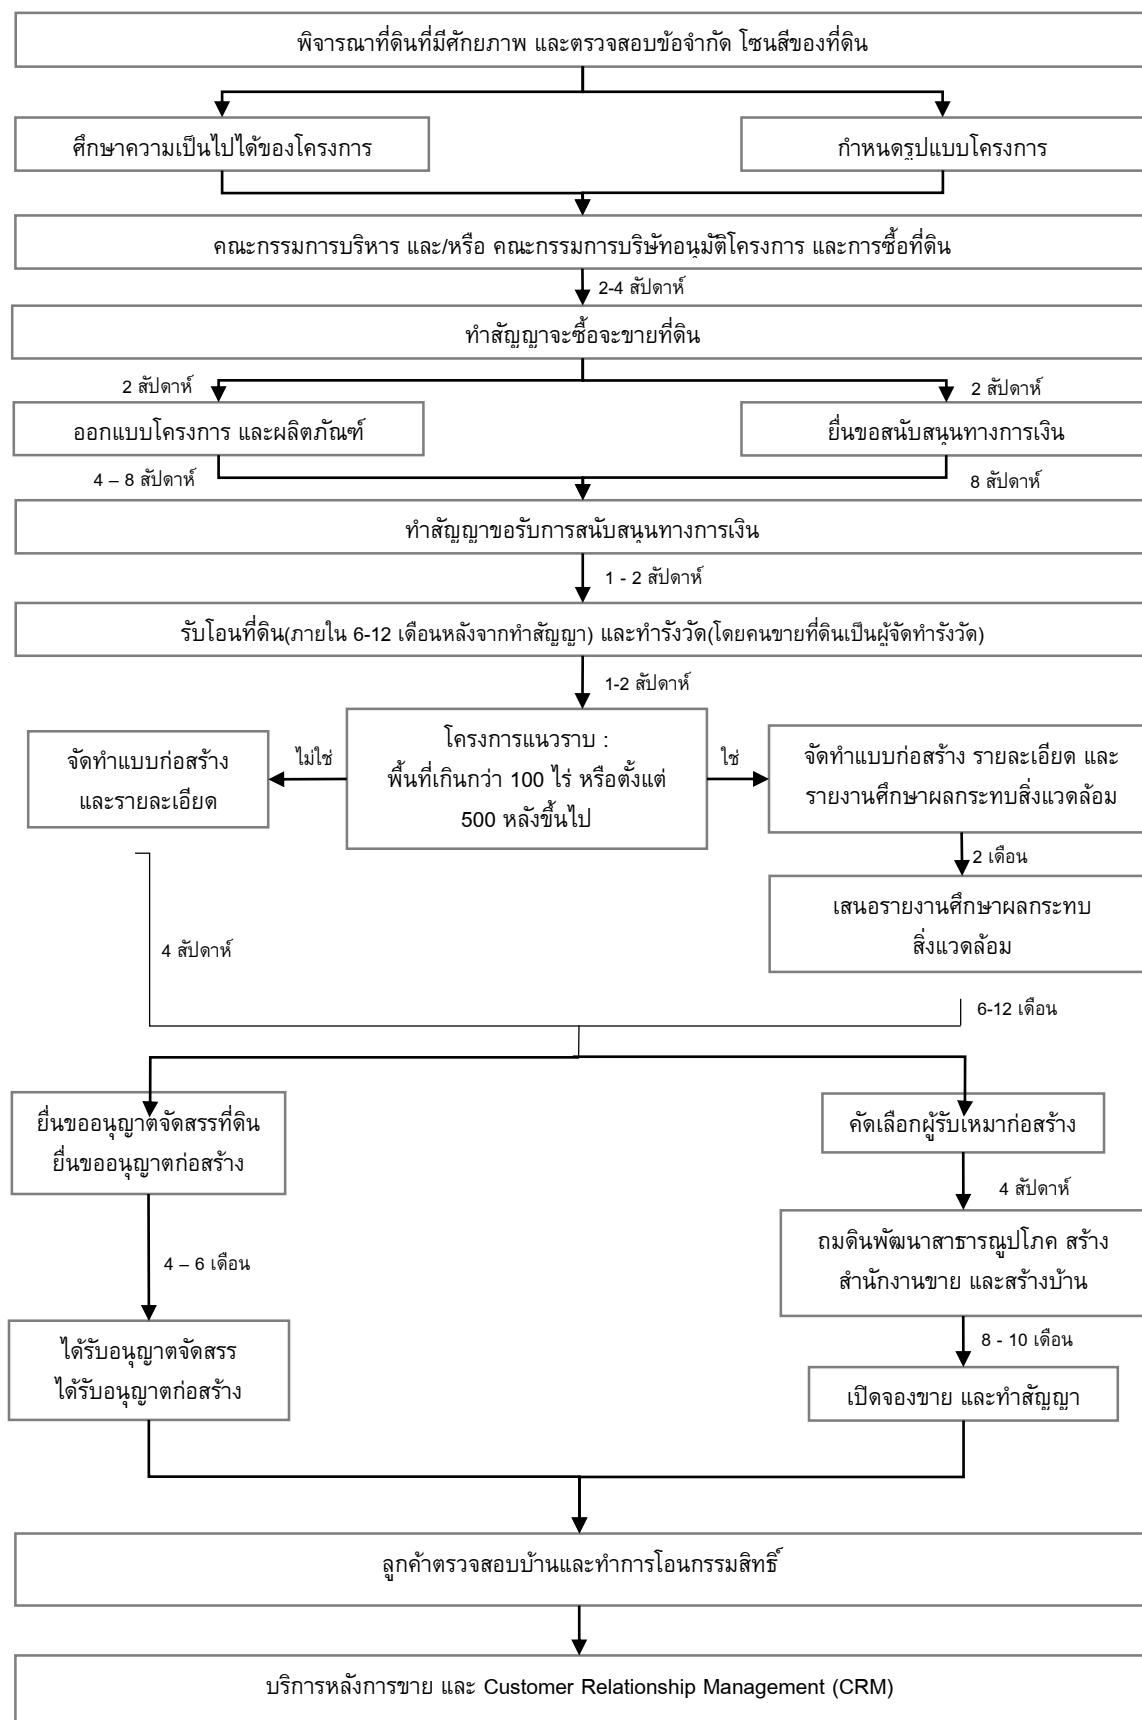 พิจารณาที่ดินที่มีศักยภาพ และตรวจสอบข้อจำกัด โซนสีของที่ดิน
ศึกษาความเป็นไปได้ของโครงการ
กำหนดรูปแบบโครงการ
คณะกรรมการบริหาร และ/หรือ คณะกรรมการบริษัทอนุมัติโครงการ และการซื้อที่ดิน
2-4 สัปดาห์
ทำสัญญาจะซื้อจะขายที่ดิน
2 สัปดาห์
2 สัปดาห์
ออกแบบโครงการ และผลิตภัณฑ์
ยื่นขอสนับสนุนทางการเงิน
4 – 8 สัปดาห์
8 สัปดาห์
ทำสัญญาขอรับการสนับสนุนทางการเงิน
1 - 2 สัปดาห์
รับโอนที่ดิน(ภายใน 6-12 เดือนหลังจากทำสัญญา) และทำรังวัด(โดยคนขายที่ดินเป็นผู้จัดทำรังวัด)
1-2 สัปดาห์
จัดทำแบบก่อสร้าง
และรายละเอียด
ไม่ใช่
โครงการแนวราบ :
พื้นที่เกินกว่า 100 ไร่ หรือตั้งแต่
500 หลังขึ้นไป
ใช่
จัดทำแบบก่อสร้าง รายละเอียด และ
รายงานศึกษาผลกระทบสิ่งแวดล้อม
2 เดือน
เสนอรายงานศึกษาผลกระทบ
สิ่งแวดล้อม
4 สัปดาห์
6-12 เดือน
ยื่นขออนุญาตจัดสรรที่ดิน
ยื่นขออนุญาตก่อสร้าง
คัดเลือกผู้รับเหมาก่อสร้าง
4 สัปดาห์
ถมดินพัฒนาสาธารณูปโภค สร้าง
สำนักงานขาย และสร้างบ้าน
4 – 6 เดือน
8 - 10 เดือน
ได้รับอนุญาตจัดสรร
ได้รับอนุญาตก่อสร้าง
เปิดจองขาย และทำสัญญา
ลูกค้าตรวจสอบบ้านและทำการโอนกรรมสิทธิ์
บริการหลังการขาย และ Customer Relationship Management (CRM)